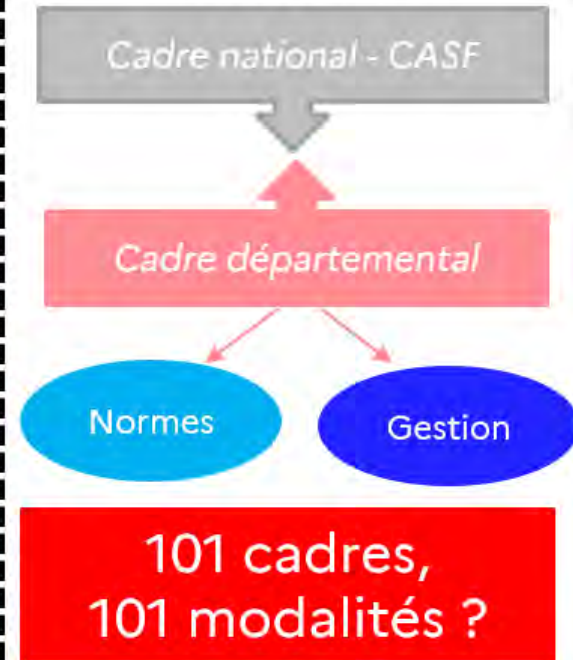 Cadre national - CASF
Cadre départemental
Normes
Gestion
101 cadres,
101 modalités ?